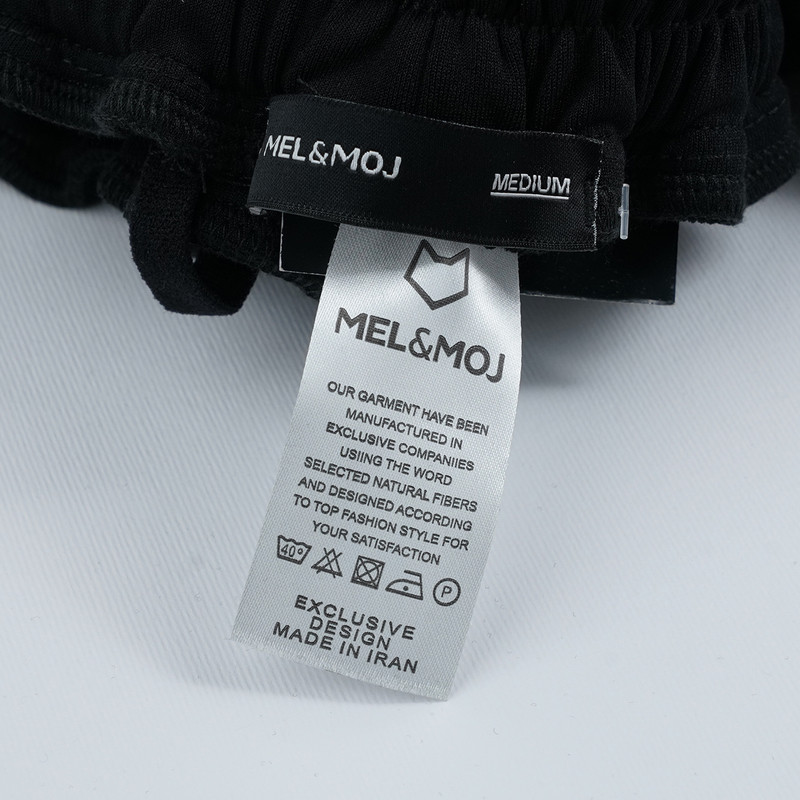 MEL&MOJ
MEDIUM
MEL&MOJ
OUR GARMENT HAVE BEEN
MANUFACTURED IN
EXCLUSIVE COMPANIIES
USIING THE WORD
SELECTED NATURAL FIBERS
AND DESIGNED ACCORDING
TO TOP FASHION STYLE FOR
YOUR SATISFACTION
40°
P
EXCLUSIVE
DESIGN
MADE IN IRAN